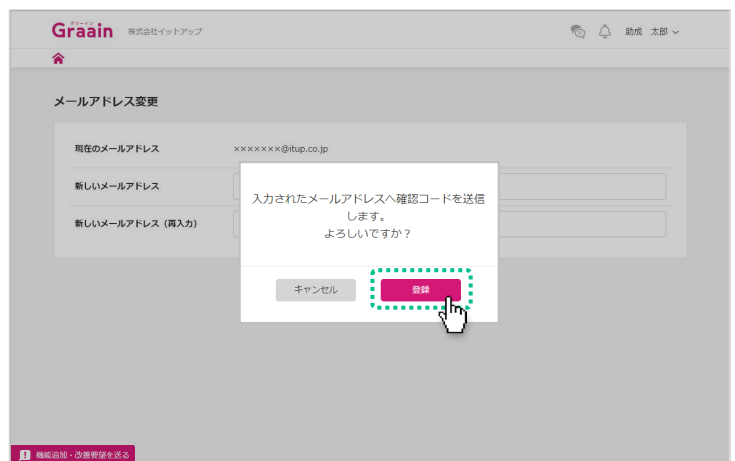 グラーイン
Graain 株式会社イットアップ
助成 太郎
メールアドレス変更
現在のメールアドレス ×××××××@itup.co.jp
新しいメールアドレス
新しいメールアドレス（再入力）
入力されたメールアドレスへ確認コードを送信
します。
よろしいですか？
キャンセル 登録
機能追加・改善要望を送る